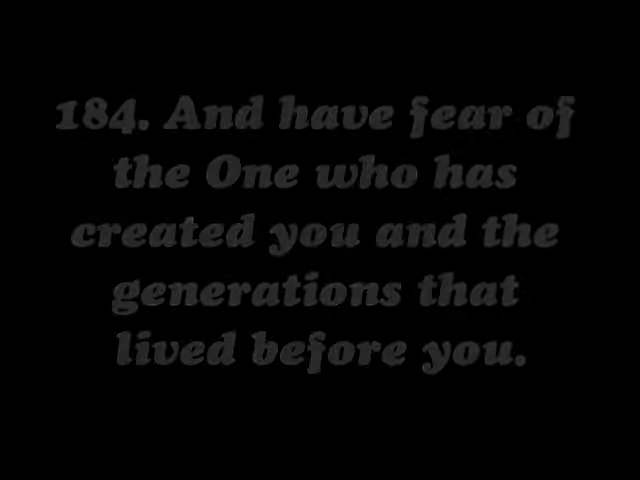 184. And have fear of
the One who has
created you and the
generations that
lived before you.